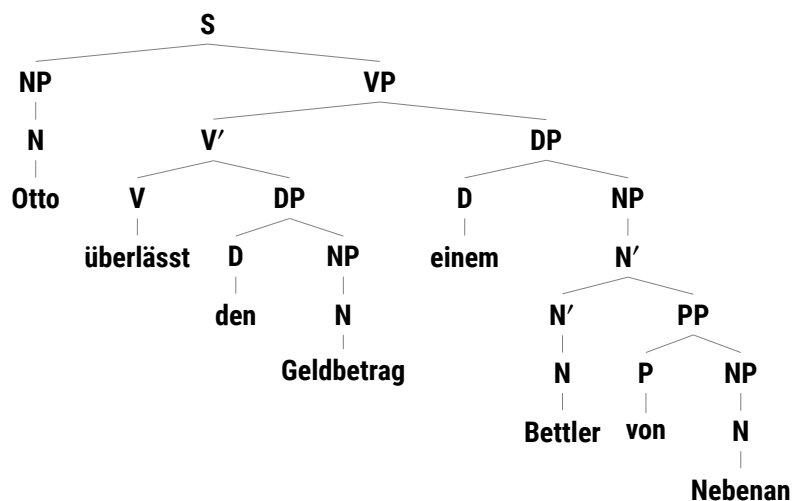 S
NP VP
N V′ DP
Otto V DP D NP
überlässt D NP einem N′
den N N′ PP
Geldbetrag N P NP
Bettler von N
Nebenan